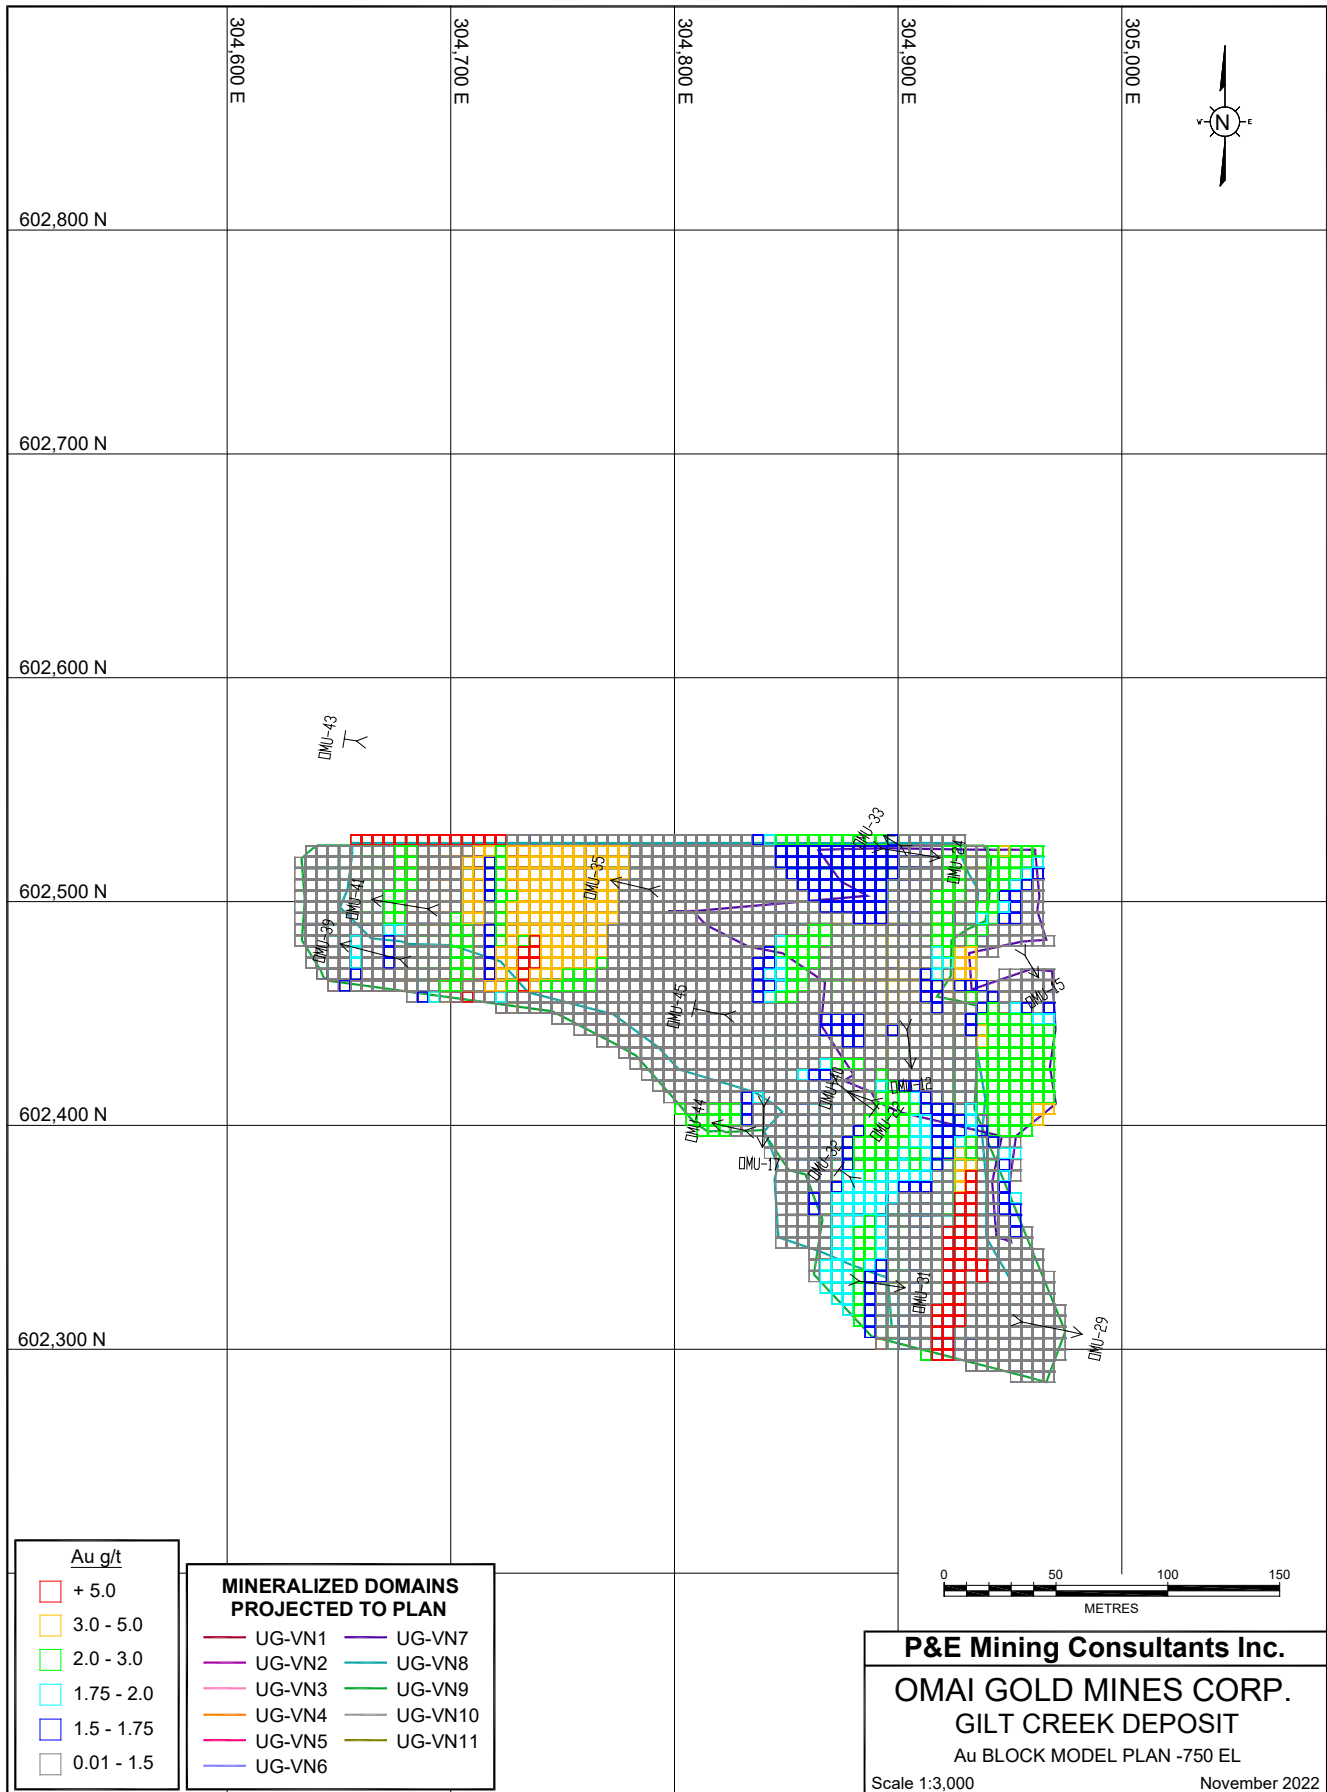 304,600 E
304,700 E
304,800 E
304,900 E
305,000 E
W N E
602,800 N
602,700 N
602,600 N
OMU-43
OMU-33
OMU-24
OMU-35
602,500 N
OMU-41
OMU-39
OMU-15
OMU-45
OMU-40
OMU-12
602,400 N
OMU-44
OMU-32
OMU-17
OMU-31
602,300 N
OMU-29
Au g/t
+ 5.0
3.0 - 5.0
2.0 - 3.0
1.75 - 2.0
1.5 - 1.75
0.01 - 1.5
MINERALIZED DOMAINS
PROJECTED TO PLAN
UG-VN1 UG-VN7
UG-VN2 UG-VN8
UG-VN3 UG-VN9
UG-VN4 UG-VN10
UG-VN5 UG-VN11
UG-VN6
0 50 100 150
METRES
P&E Mining Consultants Inc.
OMAI GOLD MINES CORP.
GILT CREEK DEPOSIT
Au BLOCK MODEL PLAN -750 EL
Scale 1:3,000 November 2022